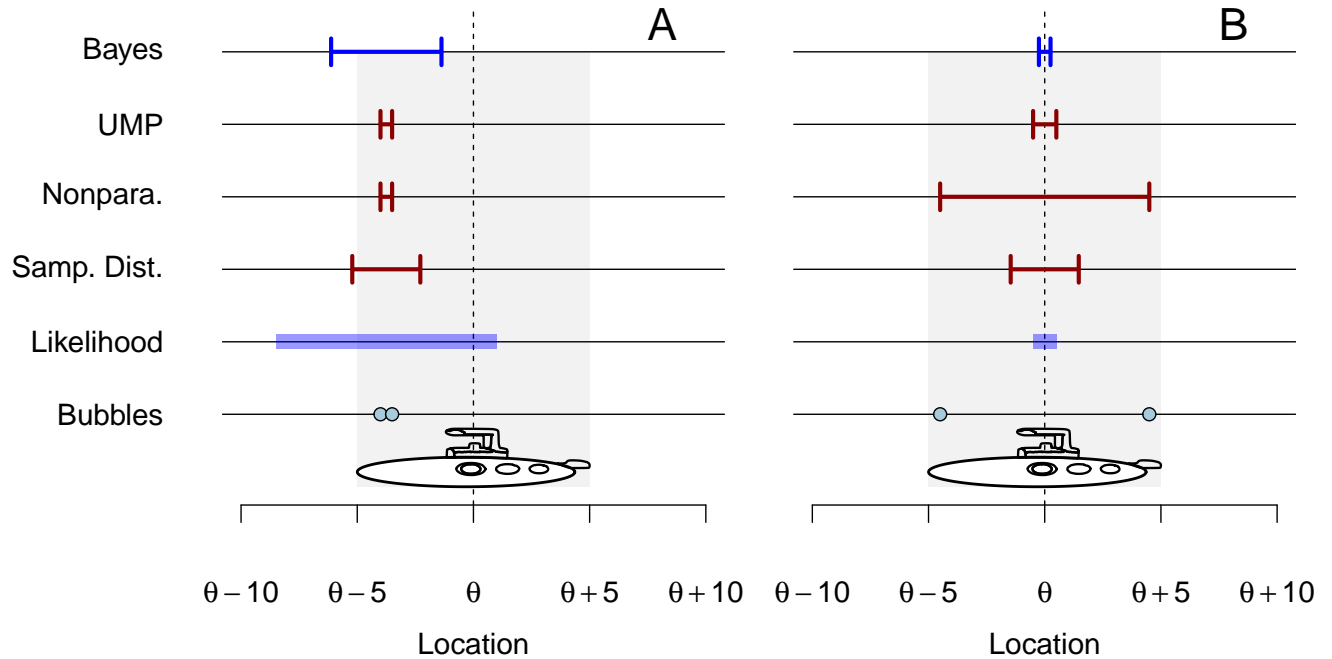 A
B
Bayes
UMP
Nonpara.
Samp. Dist.
Likelihood
Bubbles
θ − 10 θ − 5 θ θ + 5 θ + 10
θ − 10 θ − 5 θ θ + 5 θ + 10
Location
Location